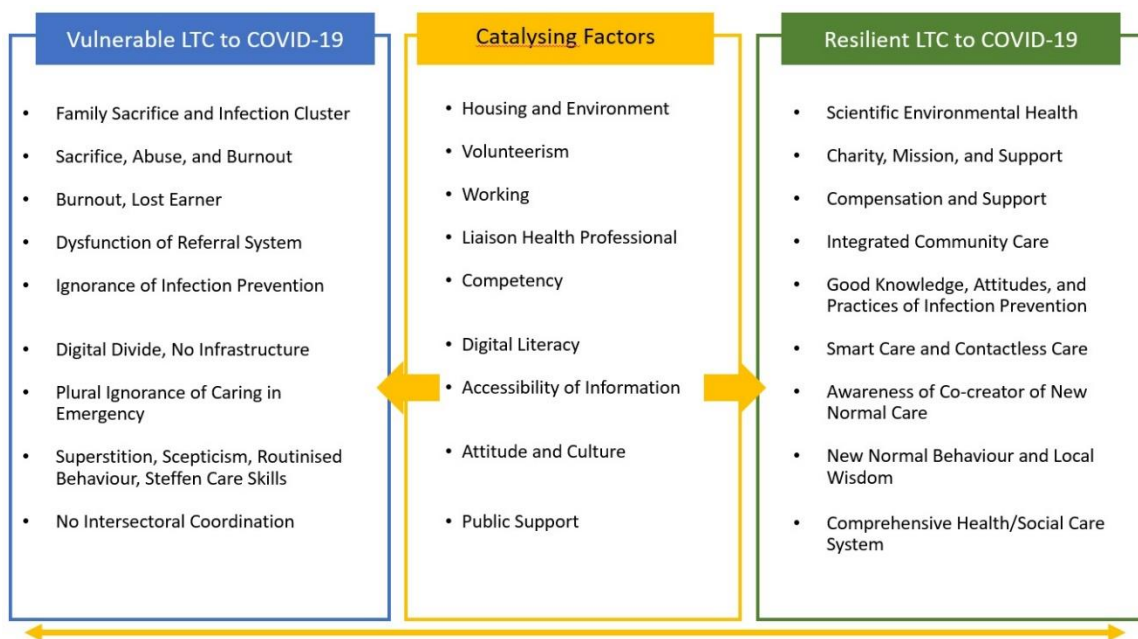 Vulnerable LTC to COVID-19
• Family Sacrifice and Infection Cluster
• Sacrifice, Abuse, and Burnout
• Burnout, Lost Earner
• Dysfunction of Referral System
• Ignorance of Infection Prevention
• Digital Divide, No Infrastructure
• Plural Ignorance of Caring in
Emergency
• Superstition, Scepticism, Routinised
Behaviour, Steffen Care Skills
• No Intersectoral Coordination
Catalysing Factors
• Housing and Environment
• Volunteerism
• Working
• Liaison Health Professional
• Competency
• Digital Literacy
• Accessibility of Information
• Attitude and Culture
• Public Support
Resilient LTC to COVID-19
• Scientific Environmental Health
• Charity, Mission, and Support
• Compensation and Support
• Integrated Community Care
• Good Knowledge, Attitudes, and
Practices of Infection Prevention
• Smart Care and Contactless Care
• Awareness of Co-creator of New
Normal Care
• New Normal Behaviour and Local
Wisdom
• Comprehensive Health/Social Care
System